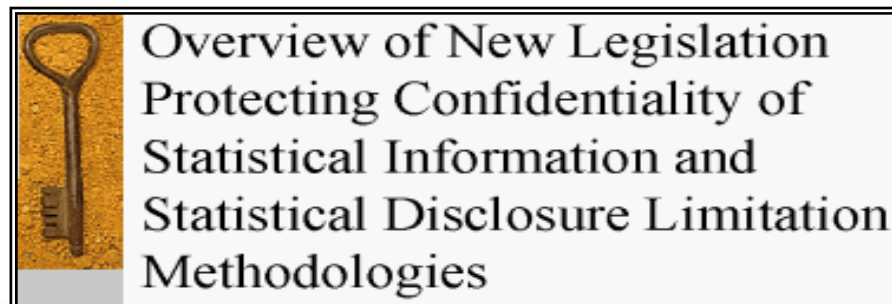 Overview of New Legislation
Protecting Confidentiality of
Statistical Information and
Statistical Disclosure Limitation
Methodologies